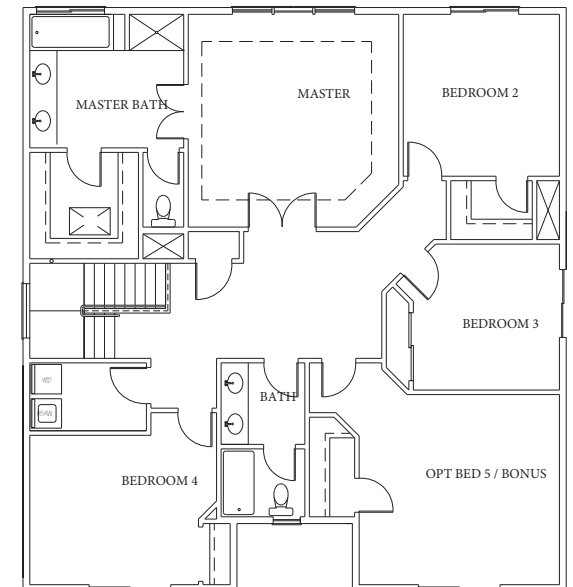 MASTER BATH
MASTER
BEDROOM 2
BEDROOM 3
BATH
BEDROOM 4
OPT BED 5 / BONUS